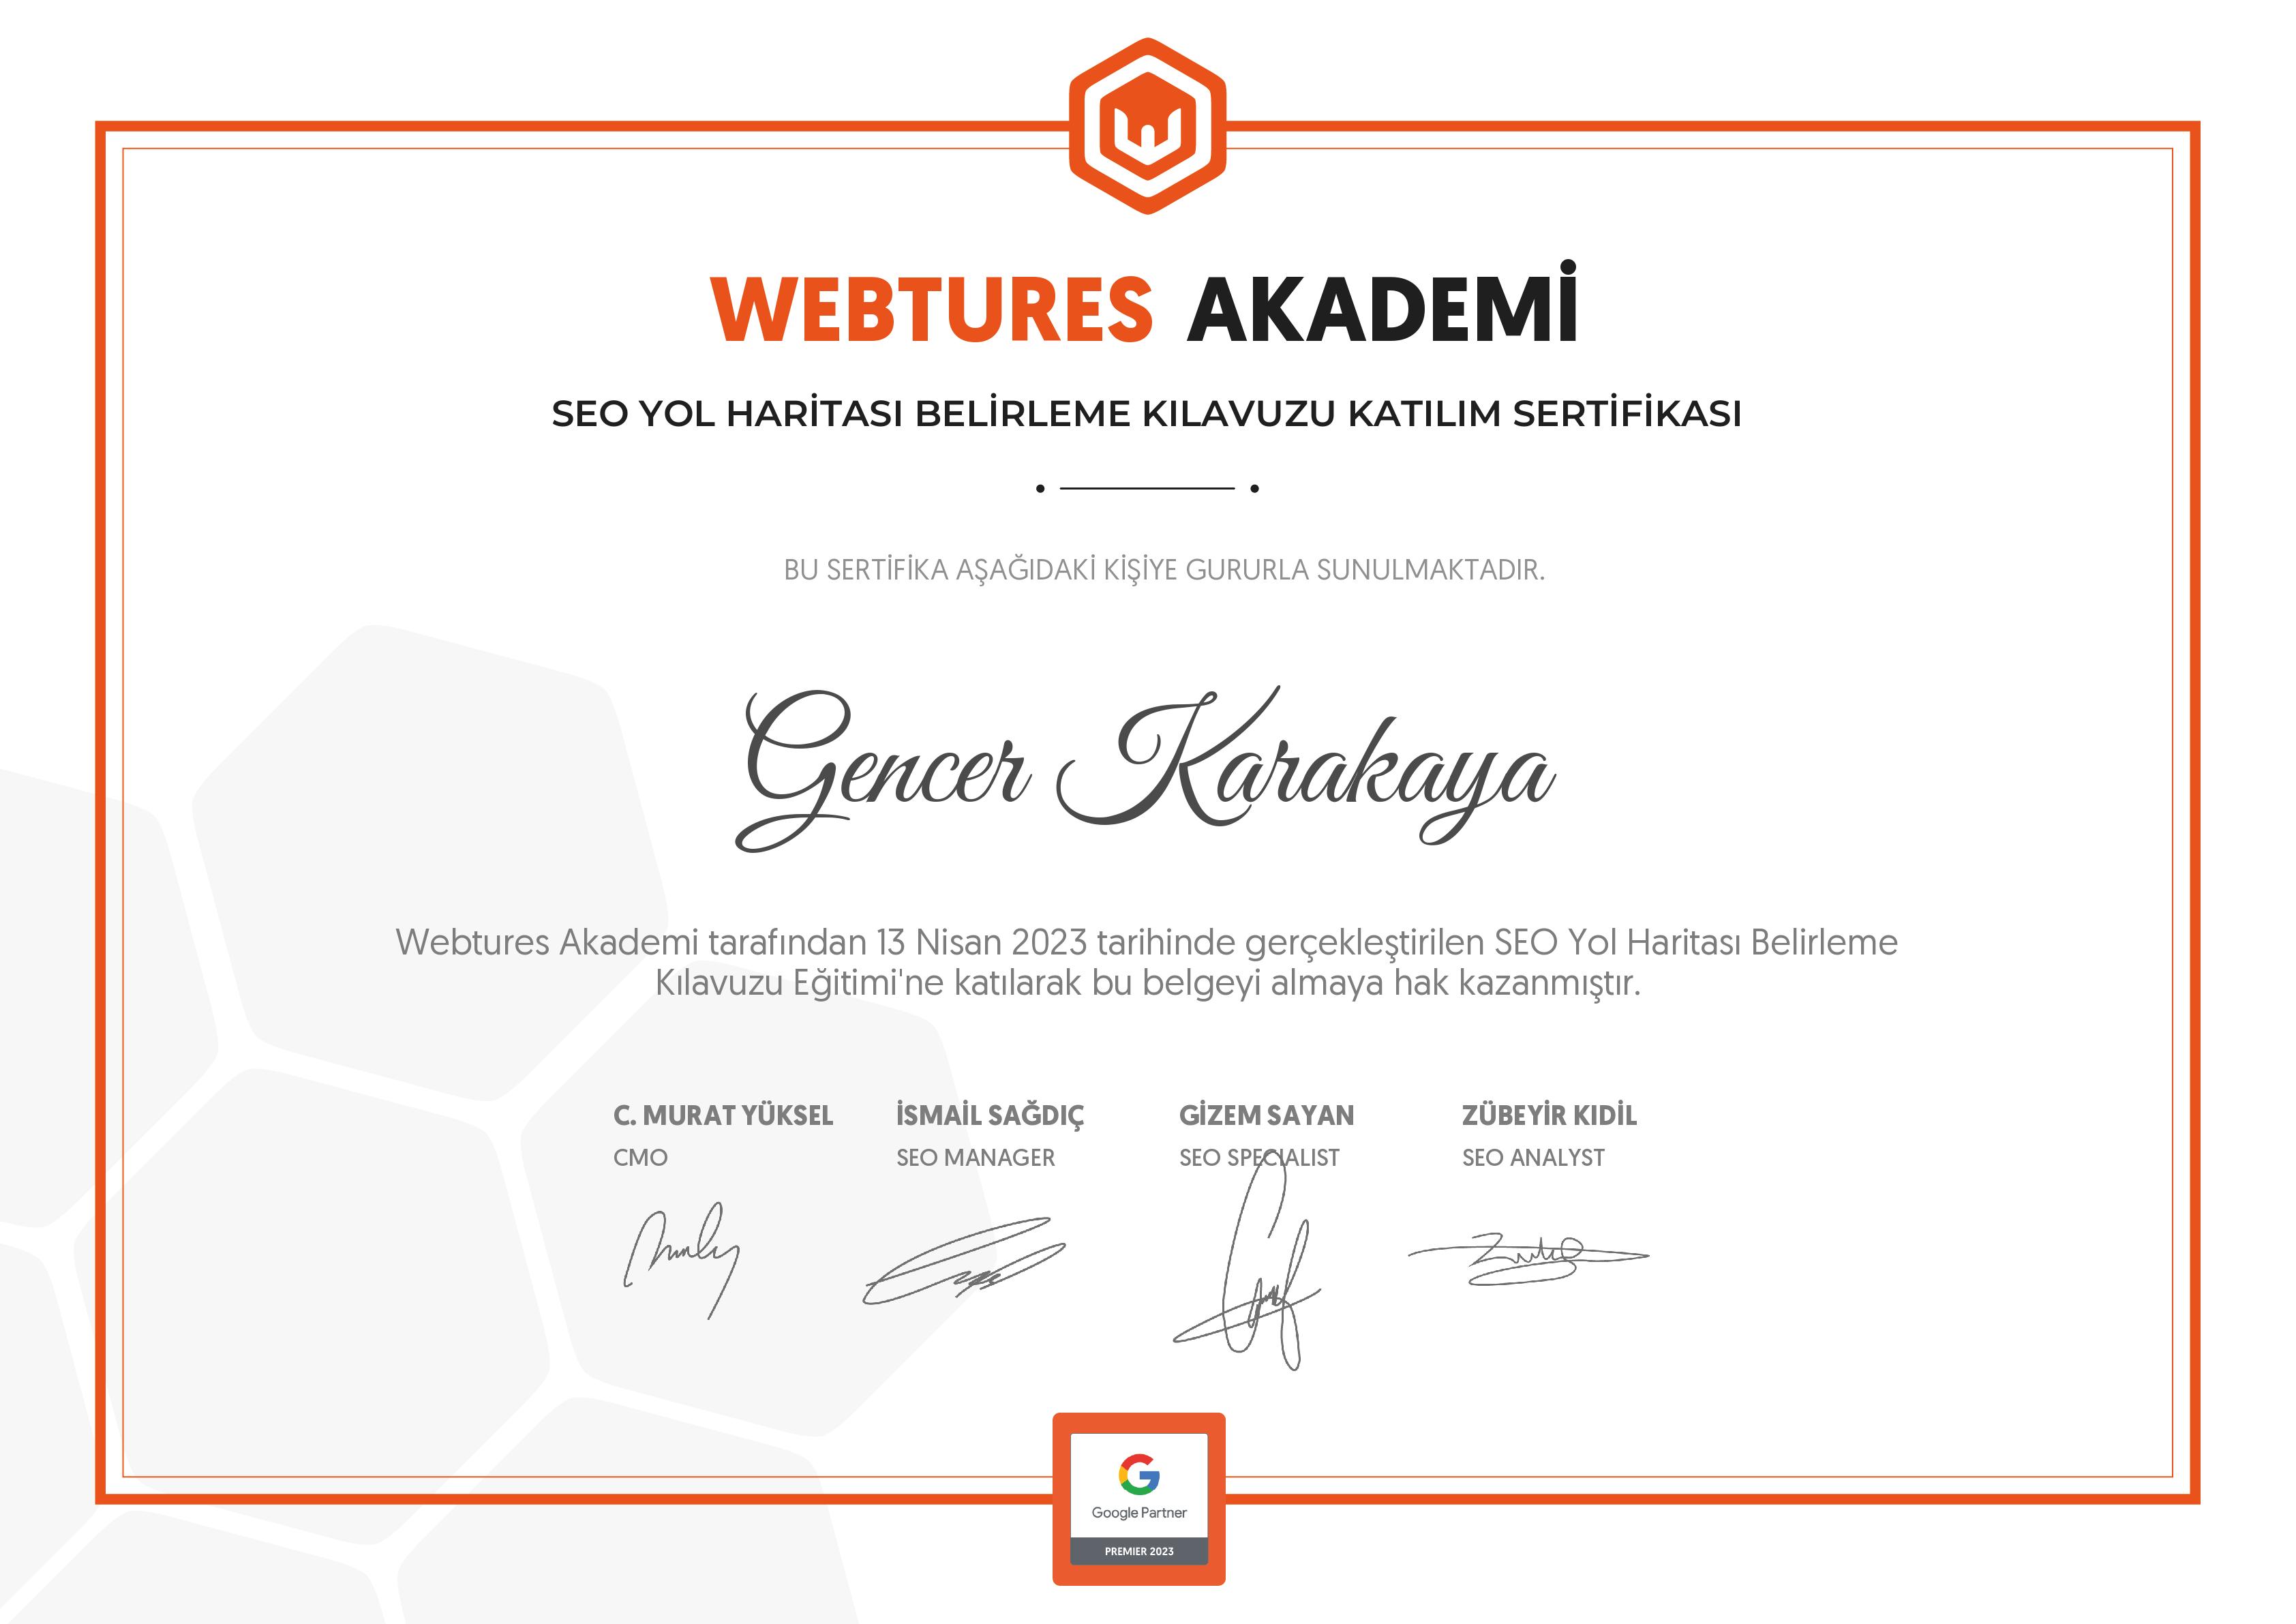 WEBTURES AKADEMİ
SEO YOL HARİTASI BELİRLEME KILAVUZU KATILIM SERTİFİKASI
BU SERTİFİKA AŞAĞIDAKİ KİŞİYE GURURLA SUNULMAKTADIR.
Gencer Karakaya
Webtures Akademi tarafından 13 Nisan 2023 tarihinde gerçekleştirilen SEO Yol Haritası Belirleme
Kılavuzu Eğitimi'ne katılarak bu belgeyi almaya hak kazanmıştır.
C. MURAT YÜKSEL İSMAİL SAĞDIÇ GİZEM SAYAN ZÜBEYİR KIDİL
CMO SEO MANAGER SEO SPECIALIST SEO ANALYST
Google Partner
PREMIER 2023